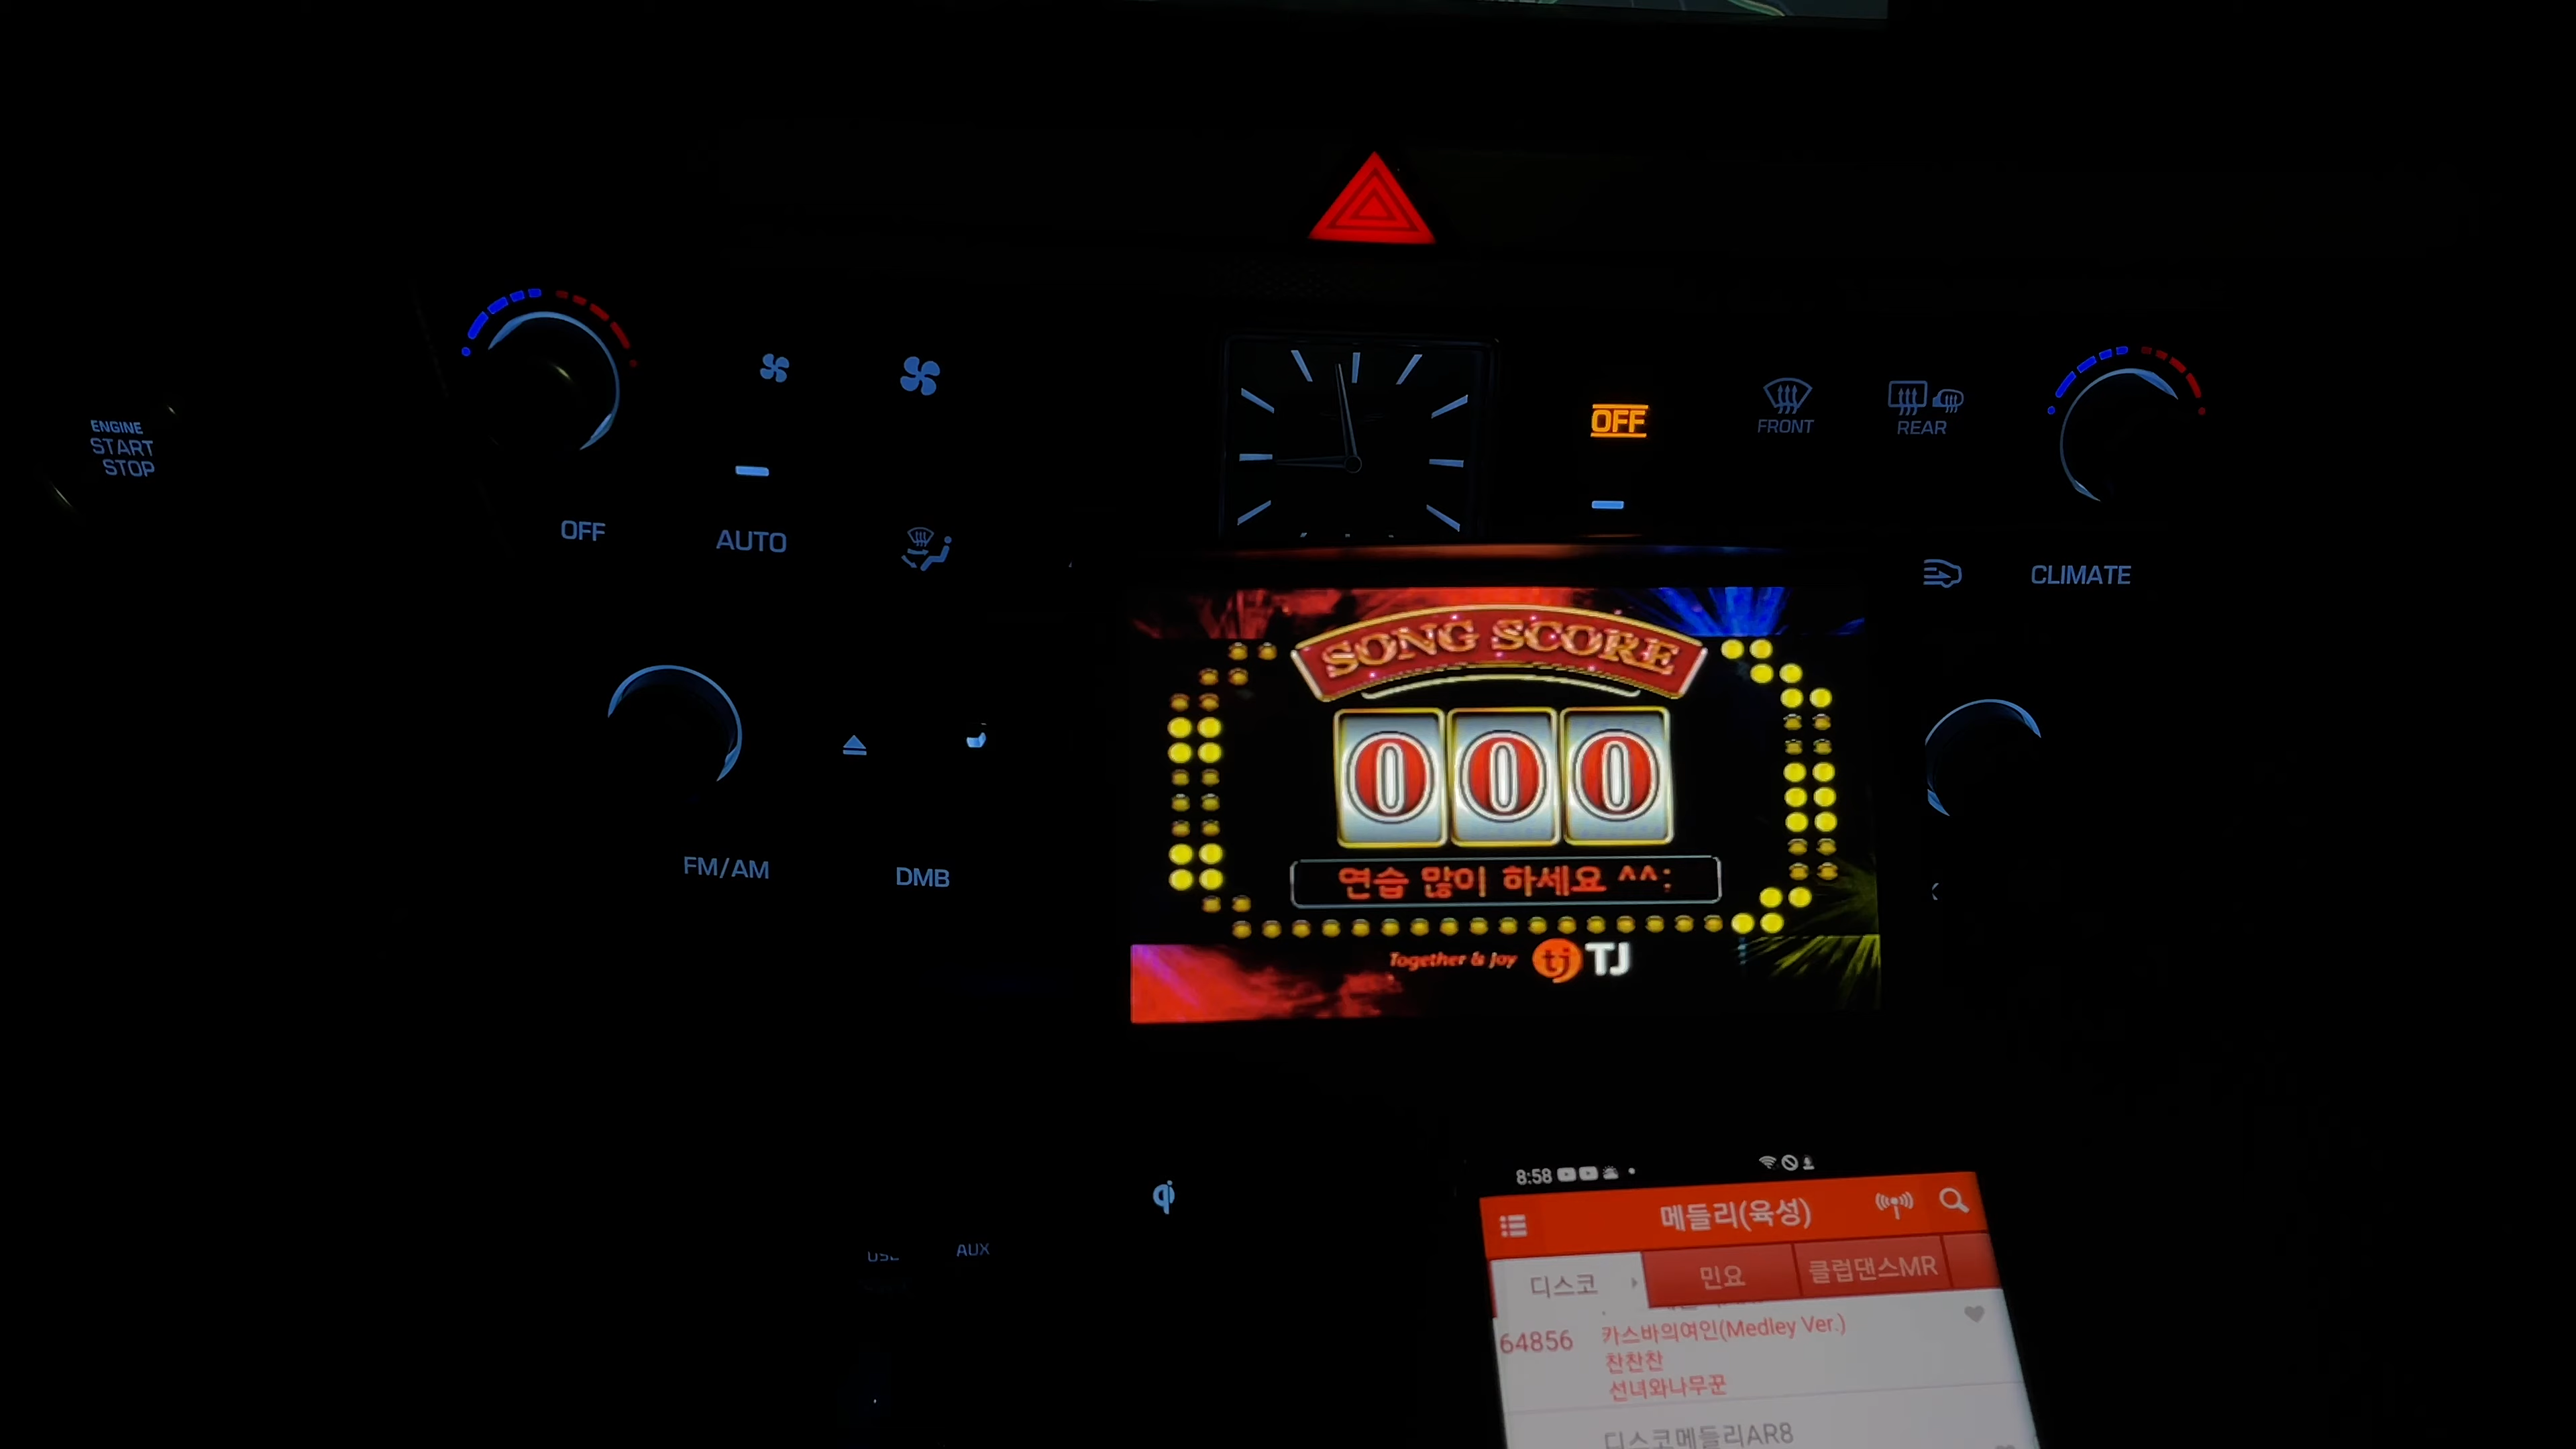 ENGINE
START
STOP
OFF
AUTO
OFF
FRONT
REAR
CLIMATE
FM/AM
DMB
SONG SCORE
000
연습 많이 하세요 ^^;
Together & joy tj TJ
AUX
8:58
메들리(육성)
디스코
민요
클럽댄스MR
64856
카스바의여인(Medley Ver.)
찬찬찬
선녀와나무꾼
디스코메들리AR8